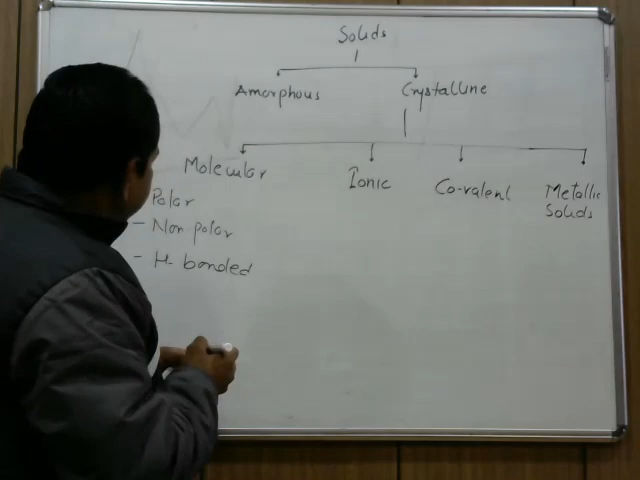 Solids
Amorphous Crystalline
Molecular Ionic Co-valent Metallic Solids
Polar
- Non polar
- H- bonded